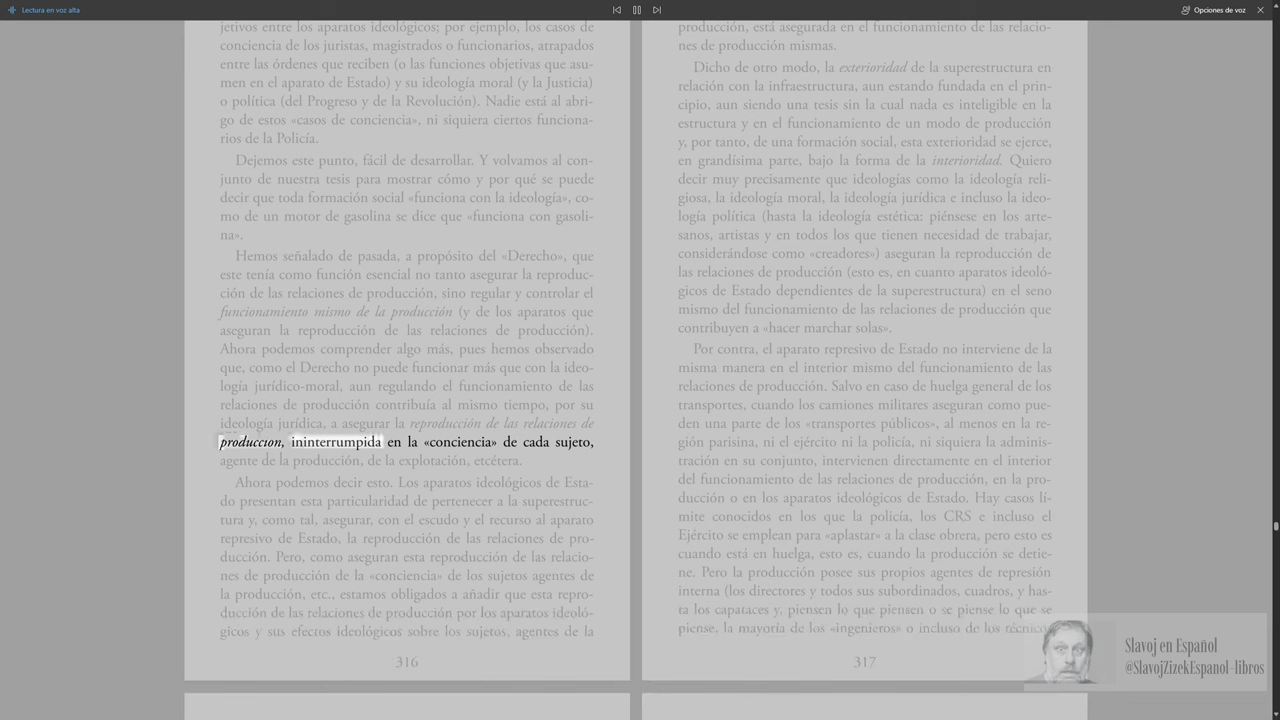 Lectura en voz alta
Opciones de voz
jetivos entre los aparatos ideológicos; por ejemplo, los casos de
conciencia de los juristas, magistrados o funcionarios, atrapados
entre las órdenes que reciben (o las funciones objetivas que asu-
men en el aparato de Estado) y su ideología moral (y la Justicia)
o política (del Progreso y de la Revolución). Nadie está al abri-
go de estos «casos de conciencia», ni siquiera ciertos funciona-
rios de la Policía.
Dejemos este punto, fácil de desarrollar. Y volvamos al con-
junto de nuestra tesis para mostrar cómo y por qué se puede
decir que toda formación social «funciona con la ideología», co-
mo de un motor de gasolina se dice que «funciona con gasoli-
na».
Hemos señalado de pasada, a propósito del «Derecho», que
este tenía como función esencial no tanto asegurar la reproduc-
ción de las relaciones de producción, sino regular y controlar el
funcionamiento mismo de la producción (y de los aparatos que
aseguran la reproducción de las relaciones de producción).
Ahora podemos comprender algo más, pues hemos observado
que, como el Derecho no puede funcionar más que con la ideo-
logía jurídico-moral, aun regulando el funcionamiento de las
relaciones de producción contribuía al mismo tiempo, por su
ideología jurídica, a asegurar la reproducción de las relaciones de
producción, ininterrumpida en la «conciencia» de cada sujeto,
agente de la producción, de la explotación, etcétera.
Ahora podemos decir esto. Los aparatos ideológicos de Esta-
do presentan esta particularidad de pertenecer a la superestruc-
tura y, como tal, asegurar, con el escudo y el recurso al aparato
represivo de Estado, la reproducción de las relaciones de pro-
ducción. Pero, como aseguran esta reproducción de las relacio-
nes de producción de la «conciencia» de los sujetos agentes de
la producción, etc., estamos obligados a añadir que esta repro-
ducción de las relaciones de producción por los aparatos ideoló-
gicos y sus efectos ideológicos sobre los sujetos, agentes de la
316
producción, está asegurada en el funcionamiento de las relacio-
nes de producción mismas.
Dicho de otro modo, la exterioridad de la superestructura en
relación con la infraestructura, aun estando fundada en el prin-
cipio, aun siendo una tesis sin la cual nada es inteligible en la
estructura y en el funcionamiento de un modo de producción
y, por tanto, de una formación social, esta exterioridad se ejerce,
en grandísima parte, bajo la forma de la interioridad. Quiero
decir muy precisamente que ideologías como la ideología reli-
giosa, la ideología moral, la ideología jurídica e incluso la ideo-
logía política (hasta la ideología estética: piénsese en los arte-
sanos, artistas y en todos los que tienen necesidad de trabajar,
considerándose como «creadores») aseguran la reproducción de
las relaciones de producción (esto es, en cuanto aparatos ideoló-
gicos de Estado dependientes de la superestructura) en el seno
mismo del funcionamiento de las relaciones de producción que
contribuyen a «hacer marchar solas».
Por contra, el aparato represivo de Estado no interviene de la
misma manera en el interior mismo del funcionamiento de las
relaciones de producción. Salvo en caso de huelga general de los
transportes, cuando los camiones militares aseguran como pue-
den una parte de los «transportes públicos», al menos en la re-
gión parisina, ni el ejército ni la policía, ni siquiera la adminis-
tración en su conjunto, intervienen directamente en el interior
del funcionamiento de las relaciones de producción, en la pro-
ducción o en los aparatos ideológicos de Estado. Hay casos lí-
mite conocidos en los que la policía, los CRS e incluso el
Ejército se emplean para «aplastar» a la clase obrera, pero esto es
cuando está en huelga, esto es, cuando la producción se detie-
ne. Pero la producción posee sus propios agentes de represión
interna (los directores y todos sus subordinados, cuadros, y has-
ta los capataces y, piensen lo que piensen o se piense lo que se
piense, la mayoría de los «ingenieros» o incluso de los técnicos
317
Slavoj en Español
@SlavojZizekEspanol-libros